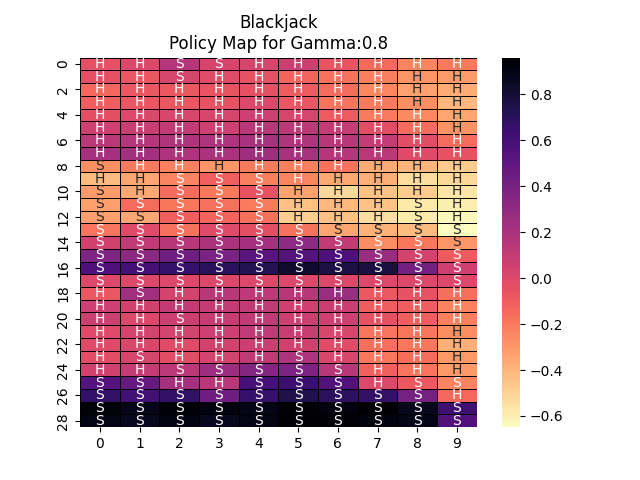 Blackjack
Policy Map for Gamma:0.8
0 H H S S H H H H H H
H H S H H H H H H H
2 H H H H H H H H H H
H H H H H H H H H H
4 H H H H H H H H H H
H H H H H H H H H H
6 H H H H H H H H H H
H H H H H H H H H H
8 S H H H H H H H H H
H H S S S S H H H H
10 S H S S S H H H H H
S S S S S H H H S H
12 S S S S S H H H S H
S S S S S S S S S S
14 S S S S S S S S S S
S S S S S S S S S S
16 S S S S S S S S S S
S S S S S S S S S S
18 H S H H H H H H H H
H H H H H H H H H H
20 H H S H H H H H H H
H H H H H H H H H H
22 H H H H H H H H H H
H S H H H S H H H H
24 S H H S S S S H H H
S S H H S S S H S S
26 S S S S S S S S S H
S S S S S S S S S S
28 S S S S S S S S S S
0 1 2 3 4 5 6 7 8 9
0.8
0.6
0.4
0.2
0.0
−0.2
−0.4
−0.6